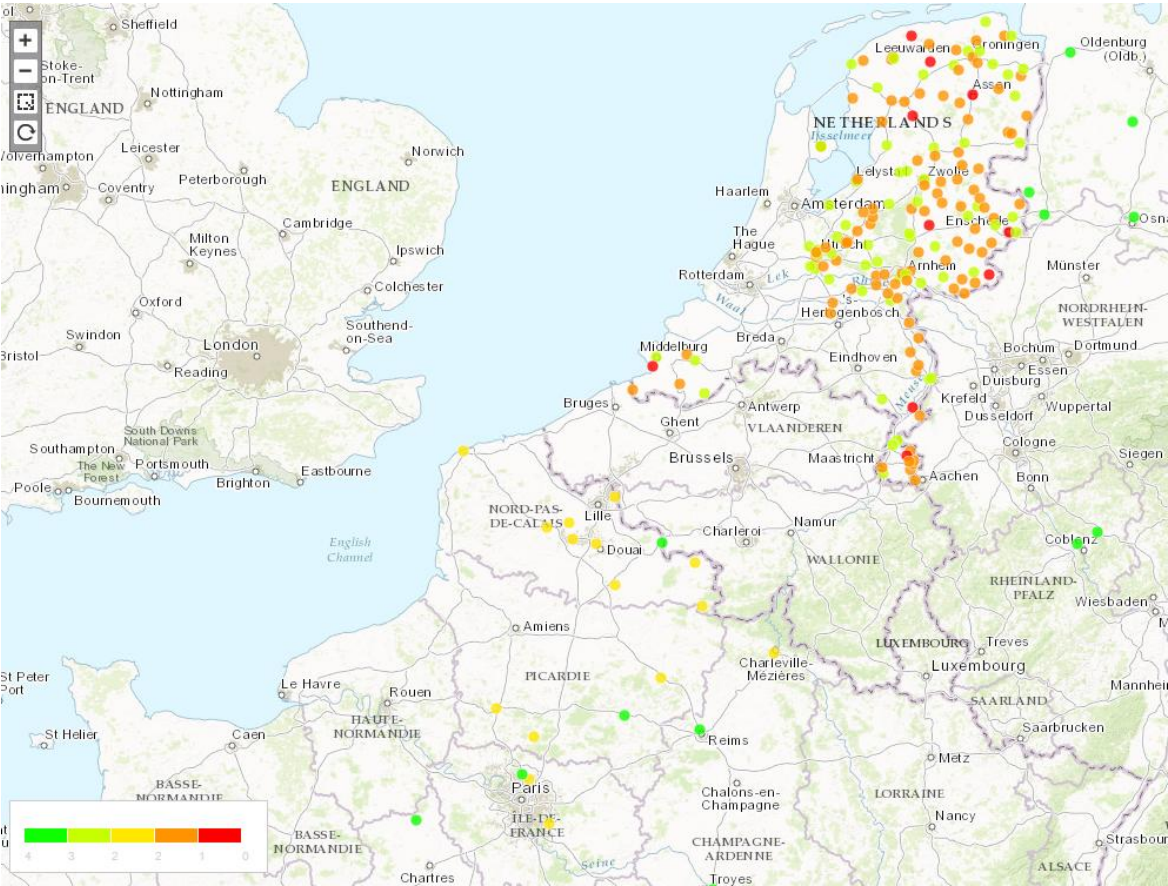 Sheffield
Oldenburg
(Oldb.)
Leeuwarden
Groningen
Stoke-
on-Trent
Nottingham
Assen
ENGLAND
NETHERLANDS
Ijsselmeer
Leicester
Norwich
Wolverhampton
Peterborough
Lelystad
Zwolle
Coventry
ENGLAND
Haarlem
Amsterdam
Enschede
Cambridge
The
Hague
Utrecht
Milton
Keynes
Ipswich
Arnhem
Münster
Rotterdam
Lek
Colchester
Waal
's-
Hertogenbosch
NORDRHEIN-
WESTFALEN
Oxford
Southend-
on-Sea
Swindon
London
Breda
Middelburg
Eindhoven
Bochum
Dortmund
Essen
Reading
Duisburg
Meuse
Krefeld
Wuppertal
Bruges
Antwerp
Dusseldorf
Ghent
VLAANDEREN
South Downs
National Park
Cologne
Southampton
The New
Forest
Portsmouth
Eastbourne
Brussels
Maastricht
Siegen
Brighton
Aachen
Bonn
Poole
Bournemouth
NORD-PAS-
DE-CALAIS
Lille
Charleroi
Namur
English
Channel
Douai
Coblenz
WALLONIE
RHEINLAND-
PFALZ
Wiesbaden
Amiens
LUXEMBOURG
Treves
St Peter
Port
Charleville-
Mézières
Luxembourg
PICARDIE
Le Havre
Rouen
SAARLAND
St Helier
Caen
HAUTE-
NORMANDIE
Reims
Saarbrucken
Metz
BASSE-
NORMANDIE
Paris
Chalons-en-
Champagne
LORRAINE
ÎLE-DE-
FRANCE
Nancy
BASSE-
NORMANDIE
CHAMPAGNE-
ARDENNE
Seine
Chartres
Troyes
ALSACE
4 3 2 2 1 0